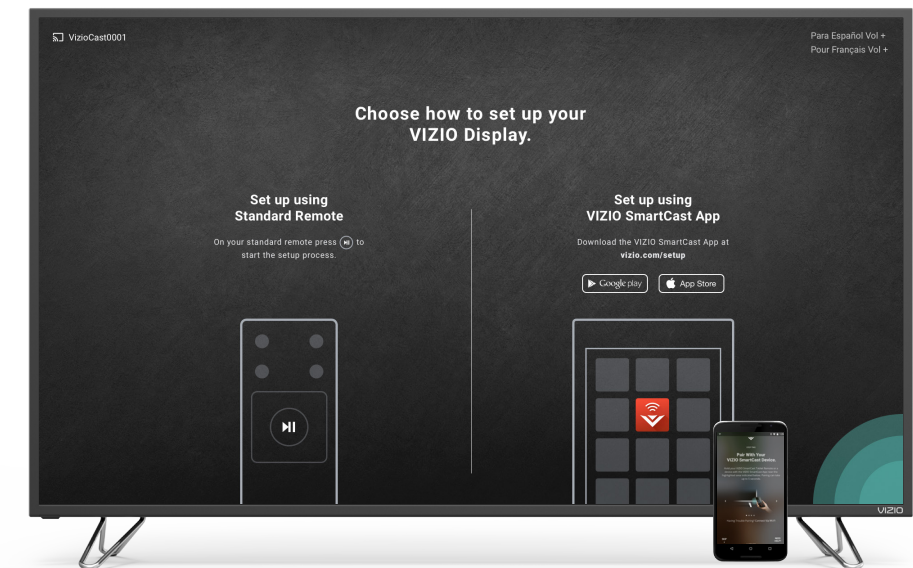 VizioCast0001
Para Español Vol +
Pour Français Vol +
Choose how to set up your
VIZIO Display.
Set up using
Standard Remote
On your standard remote press to
start the setup process.
Set up using
VIZIO SmartCast App
Download the VIZIO SmartCast App at
vizio.com/setup
Google play
App Store
VIZIO
Pair With Your
VIZIO SmartCast Device.